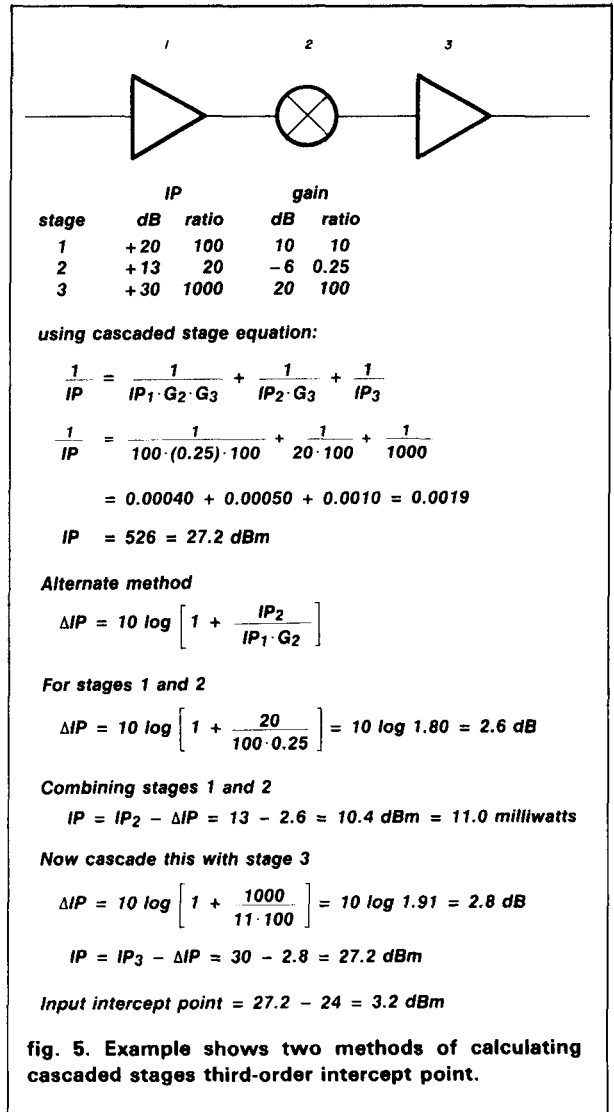 1 2 3
IP gain
stage dB ratio dB ratio
1 +20 100 10 10
2 +13 20 -6 0.25
3 +30 1000 20 100
using cascaded stage equation:
1/IP = 1/(IP₁·G₂·G₃) + 1/(IP₂·G₃) + 1/IP₃
1/IP = 1/(100·(0.25)·100) + 1/(20·100) + 1/1000
= 0.00040 + 0.00050 + 0.0010 = 0.0019
IP = 526 = 27.2 dBm
Alternate method
ΔIP = 10 log [1 + IP₂/(IP₁·G₂)]
For stages 1 and 2
ΔIP = 10 log [1 + 20/(100·0.25)] = 10 log 1.80 = 2.6 dB
Combining stages 1 and 2
IP = IP₂ - ΔIP = 13 - 2.6 = 10.4 dBm = 11.0 milliwatts
Now cascade this with stage 3
ΔIP = 10 log [1 + 1000/(11·100)] = 10 log 1.91 = 2.8 dB
IP = IP₃ - ΔIP = 30 - 2.8 = 27.2 dBm
Input intercept point = 27.2 - 24 = 3.2 dBm
fig. 5. Example shows two methods of calculating
cascaded stages third-order intercept point.